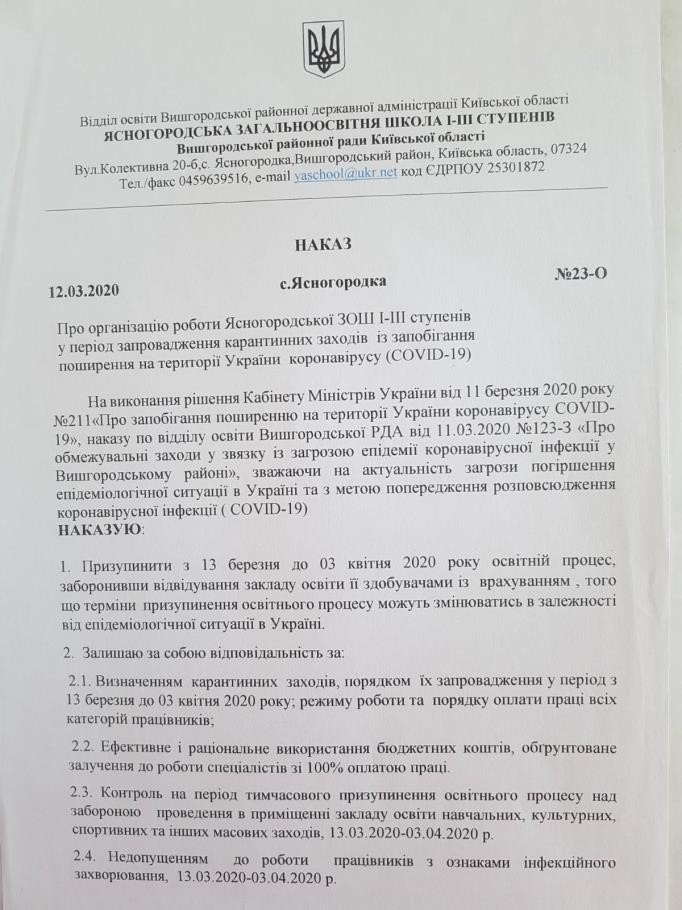 Відділ освіти Вишгородської районної державної адміністрації Київської області
ЯСНОГОРОДСЬКА ЗАГАЛЬНООСВІТНЯ ШКОЛА І-ІІІ СТУПЕНІВ
Вишгородської районної ради Київської області
Вул.Колективна 20-б,с. Ясногородка,Вишгородський район, Київська область, 07324
Тел./факс 0459639516, e-mail yaschool@ukr.net код ЄДРПОУ 25301872
НАКАЗ
12.03.2020 с.Ясногородка №23-О
Про організацію роботи Ясногородської ЗОШ І-ІІІ ступенів
у період запровадження карантинних заходів із запобігання
поширення на території України коронавірусу (COVID-19)
На виконання рішення Кабінету Міністрів України від 11 березня 2020 року
№211«Про запобігання поширенню на території України коронавірусу COVID-
19», наказу по відділу освіти Вишгородської РДА від 11.03.2020 №123-З «Про
обмежувальні заходи у звязку із загрозою епідемії коронавірусної інфекції у
Вишгородському районі», зважаючи на актуальність загрози погіршення
епідеміологічної ситуації в Україні та з метою попередження розповсюдження
коронавірусної інфекції ( COVID-19)
НАКАЗУЮ:
1. Призупинити з 13 березня до 03 квітня 2020 року освітній процес,
заборонивши відвідування закладу освіти її здобувачами із врахуванням , того
що терміни призупинення освітнього процесу можуть змінюватись в залежності
від епідеміологічної ситуації в Україні.
2. Залишаю за собою відповідальність за:
2.1. Визначенням карантинних заходів, порядком їх запровадження у період з
13 березня до 03 квітня 2020 року; режиму роботи та порядку оплати праці всіх
категорій працівників;
2.2. Ефективне і раціональне використання бюджетних коштів, обґрунтоване
залучення до роботи спеціалістів зі 100% оплатою праці.
2.3. Контроль на період тимчасового призупинення освітнього процесу над
забороною проведення в приміщенні закладу освіти навчальних, культурних,
спортивних та інших масових заходів, 13.03.2020-03.04.2020 р.
2.4. Недопущенням до роботи працівників з ознаками інфекційного
захворювання, 13.03.2020-03.04.2020 р.